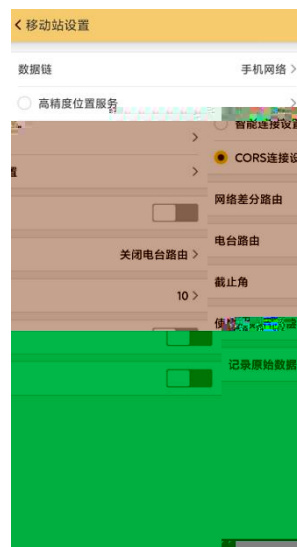 移动站设置
数据链 手机网络
高精度位置服务
智能连接设置
CORS连接设
网络差分路由
电台路由
关闭电台路由
截止角
10
使
记录原始数据